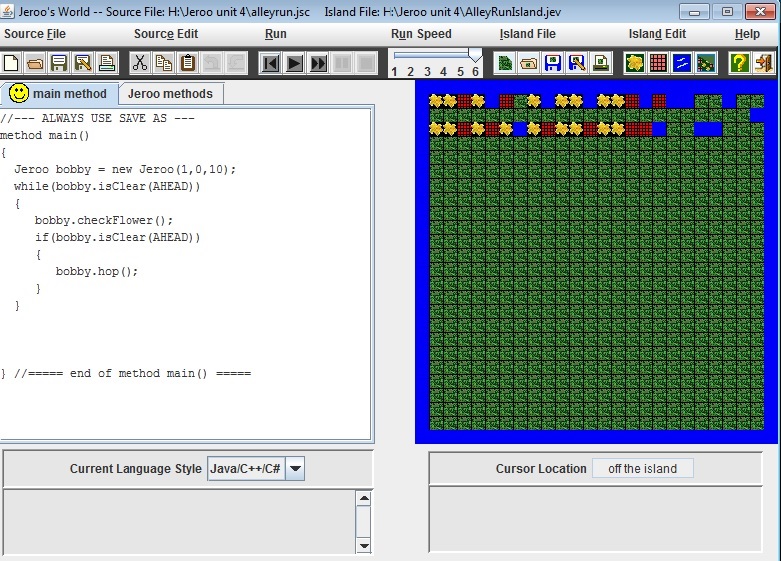 Jeroo's World -- Source File: H:\Jeroo unit 4\alleyrun.jsc    Island File: H:\Jeroo unit 4\AlleyRunIsland.jev
Source File    Source Edit    Run    Run Speed    Island File    Island Edit    Help
1 2 3 4 5 6
main method    Jeroo methods
//--- ALWAYS USE SAVE AS ---
method main()
{
  Jeroo bobby = new Jeroo(1,0,10);
  while(bobby.isClear(AHEAD))
  {
     bobby.checkFlower();
     if(bobby.isClear(AHEAD))
     {
        bobby.hop();
     }
  }
} //===== end of method main() =====
Current Language Style    Java/C++/C#    Cursor Location    off the island